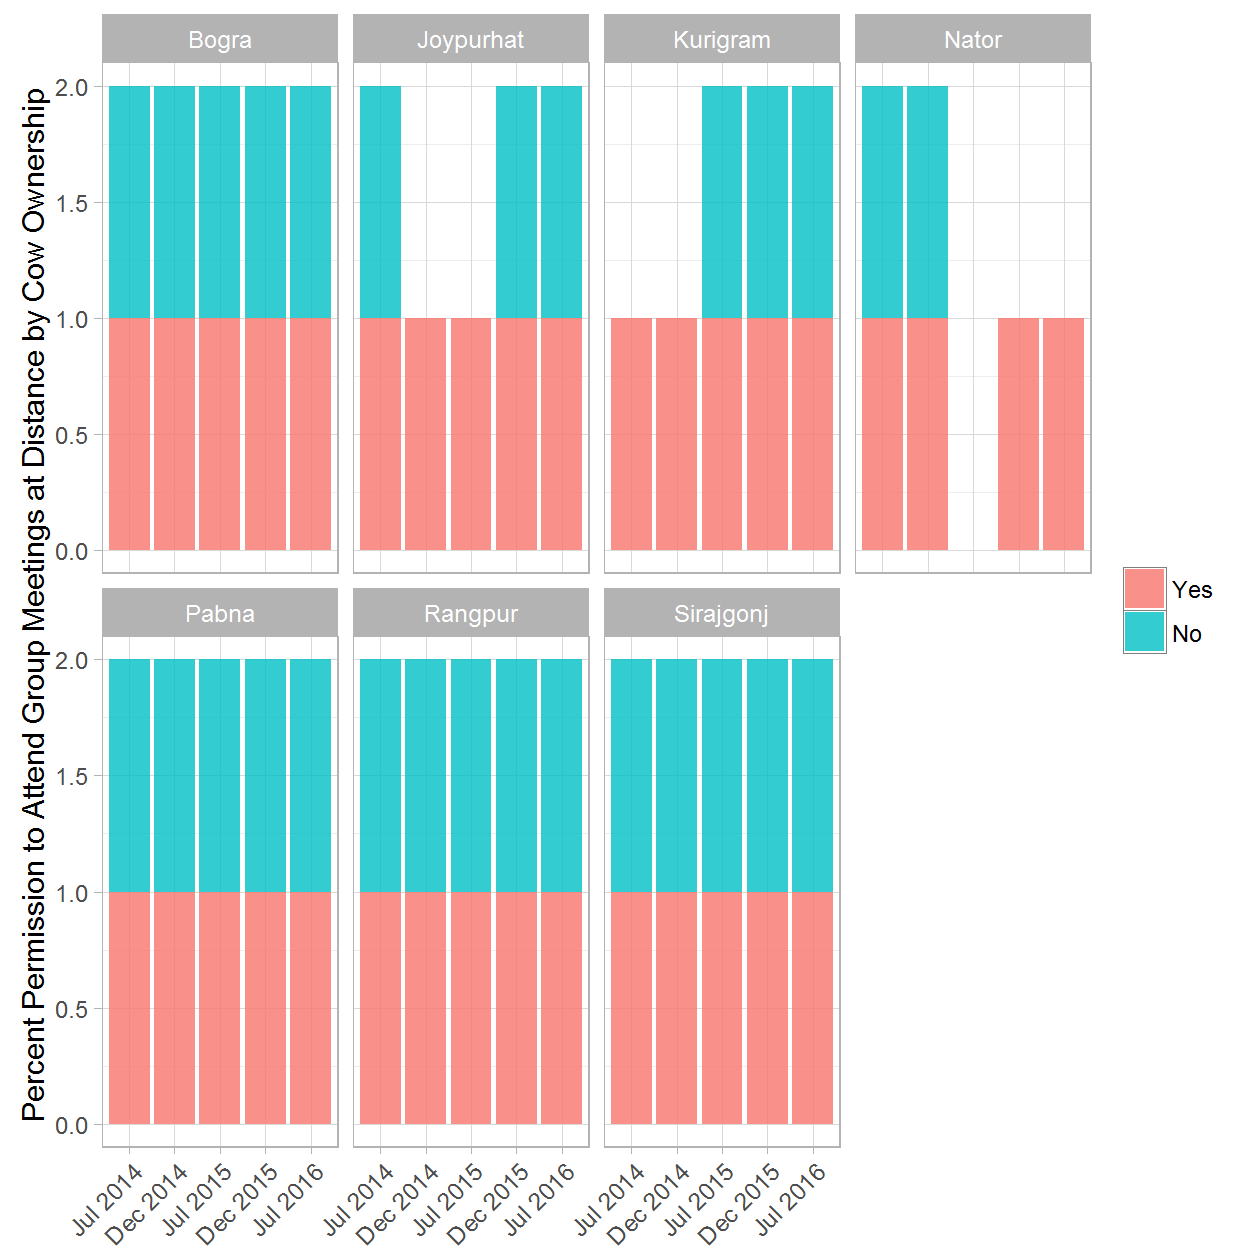 Bogra
Joypurhat
Kurigram
Nator
2.0
1.5
1.0
0.5
0.0
Pabna
Rangpur
Sirajgonj
2.0
1.5
1.0
0.5
0.0
Jul 2014
Dec 2014
Jul 2015
Dec 2015
Jul 2016
Jul 2014
Dec 2014
Jul 2015
Dec 2015
Jul 2016
Jul 2014
Dec 2014
Jul 2015
Dec 2015
Jul 2016
Percent Permission to Attend Group Meetings at Distance by Cow Ownership
Yes
No